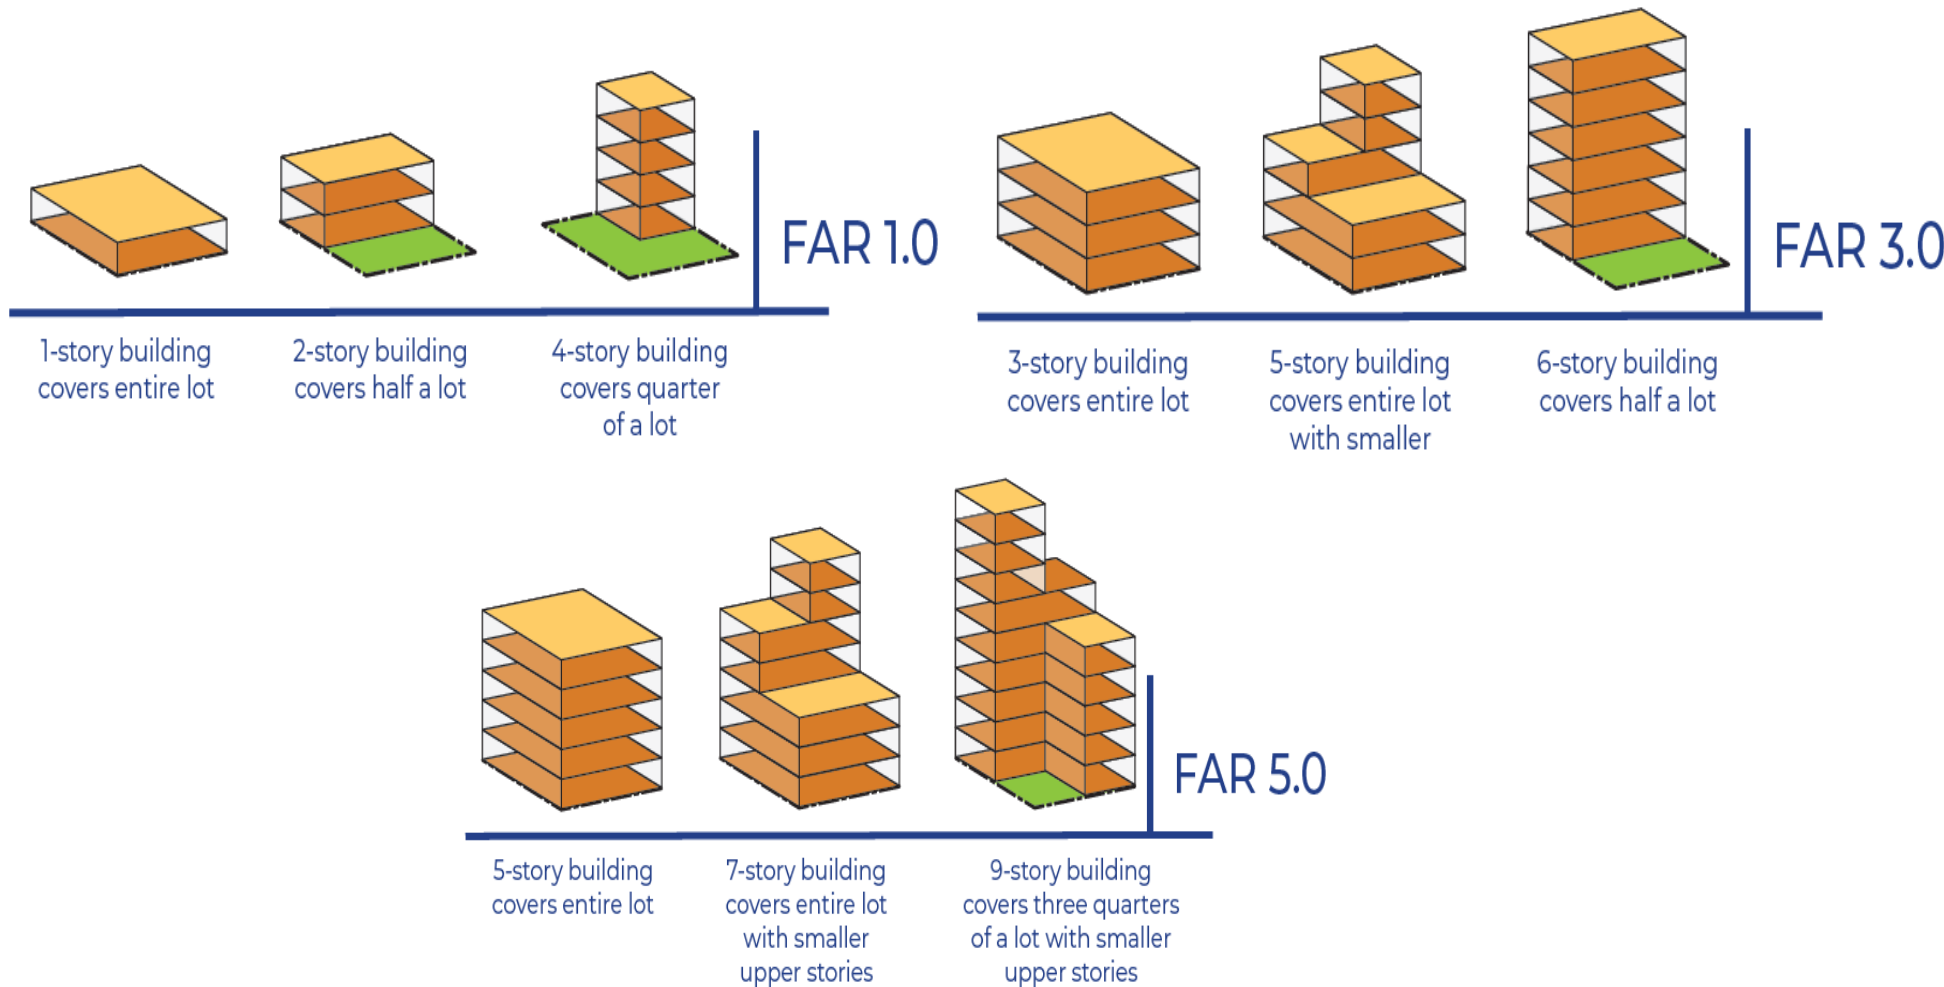 FAR 1.0
1-story building
covers entire lot
2-story building
covers half a lot
4-story building
covers quarter
of a lot
FAR 3.0
3-story building
covers entire lot
5-story building
covers entire lot
with smaller
6-story building
covers half a lot
FAR 5.0
5-story building
covers entire lot
7-story building
covers entire lot
with smaller
upper stories
9-story building
covers three quarters
of a lot with smaller
upper stories